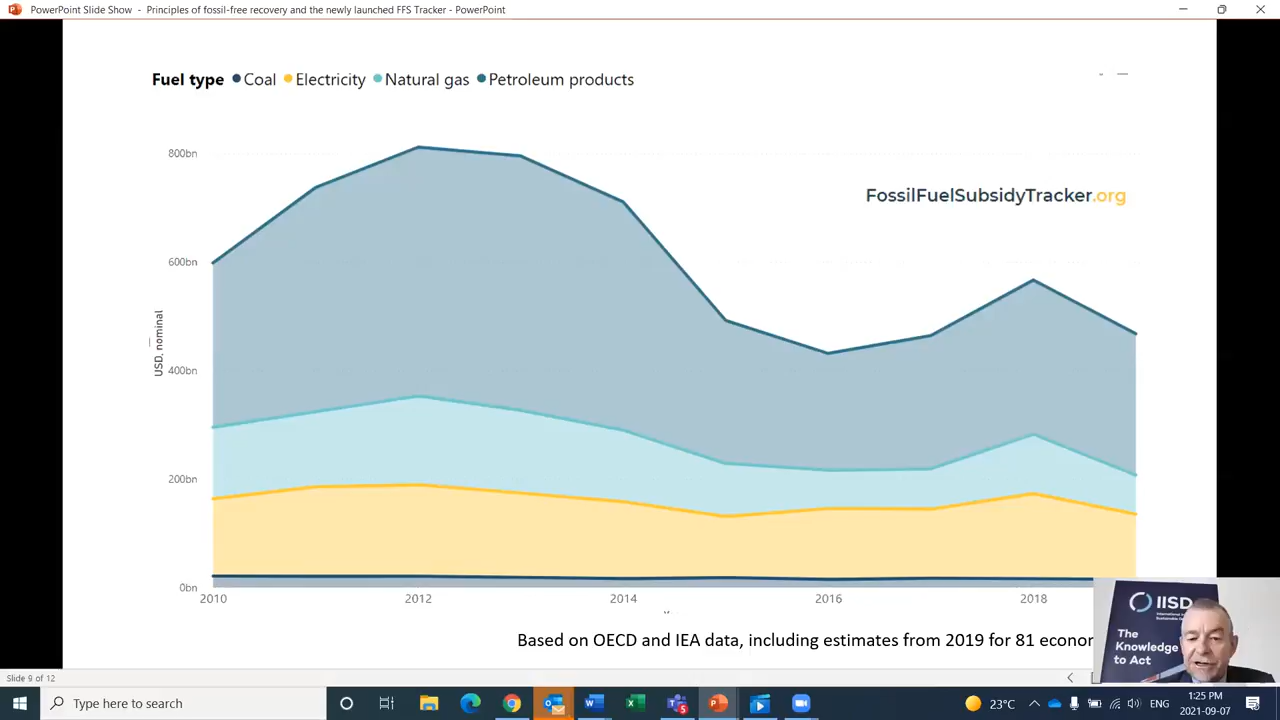 PowerPoint Slide Show - Principles of fossil-free recovery and the newly launched FFS Tracker - PowerPoint
Fuel type Coal Electricity Natural gas Petroleum products
800bn
FossilFuelSubsidyTracker.org
600bn
USD, nominal
400bn
200bn
0bn
2010 2012 2014 2016 2018
Based on OECD and IEA data, including estimates from 2019 for 81 econom
IISD
International
The
Knowledge
to Act
Slide 9 of 12
Type here to search
23°C
ENG
1:25 PM
2021-09-07